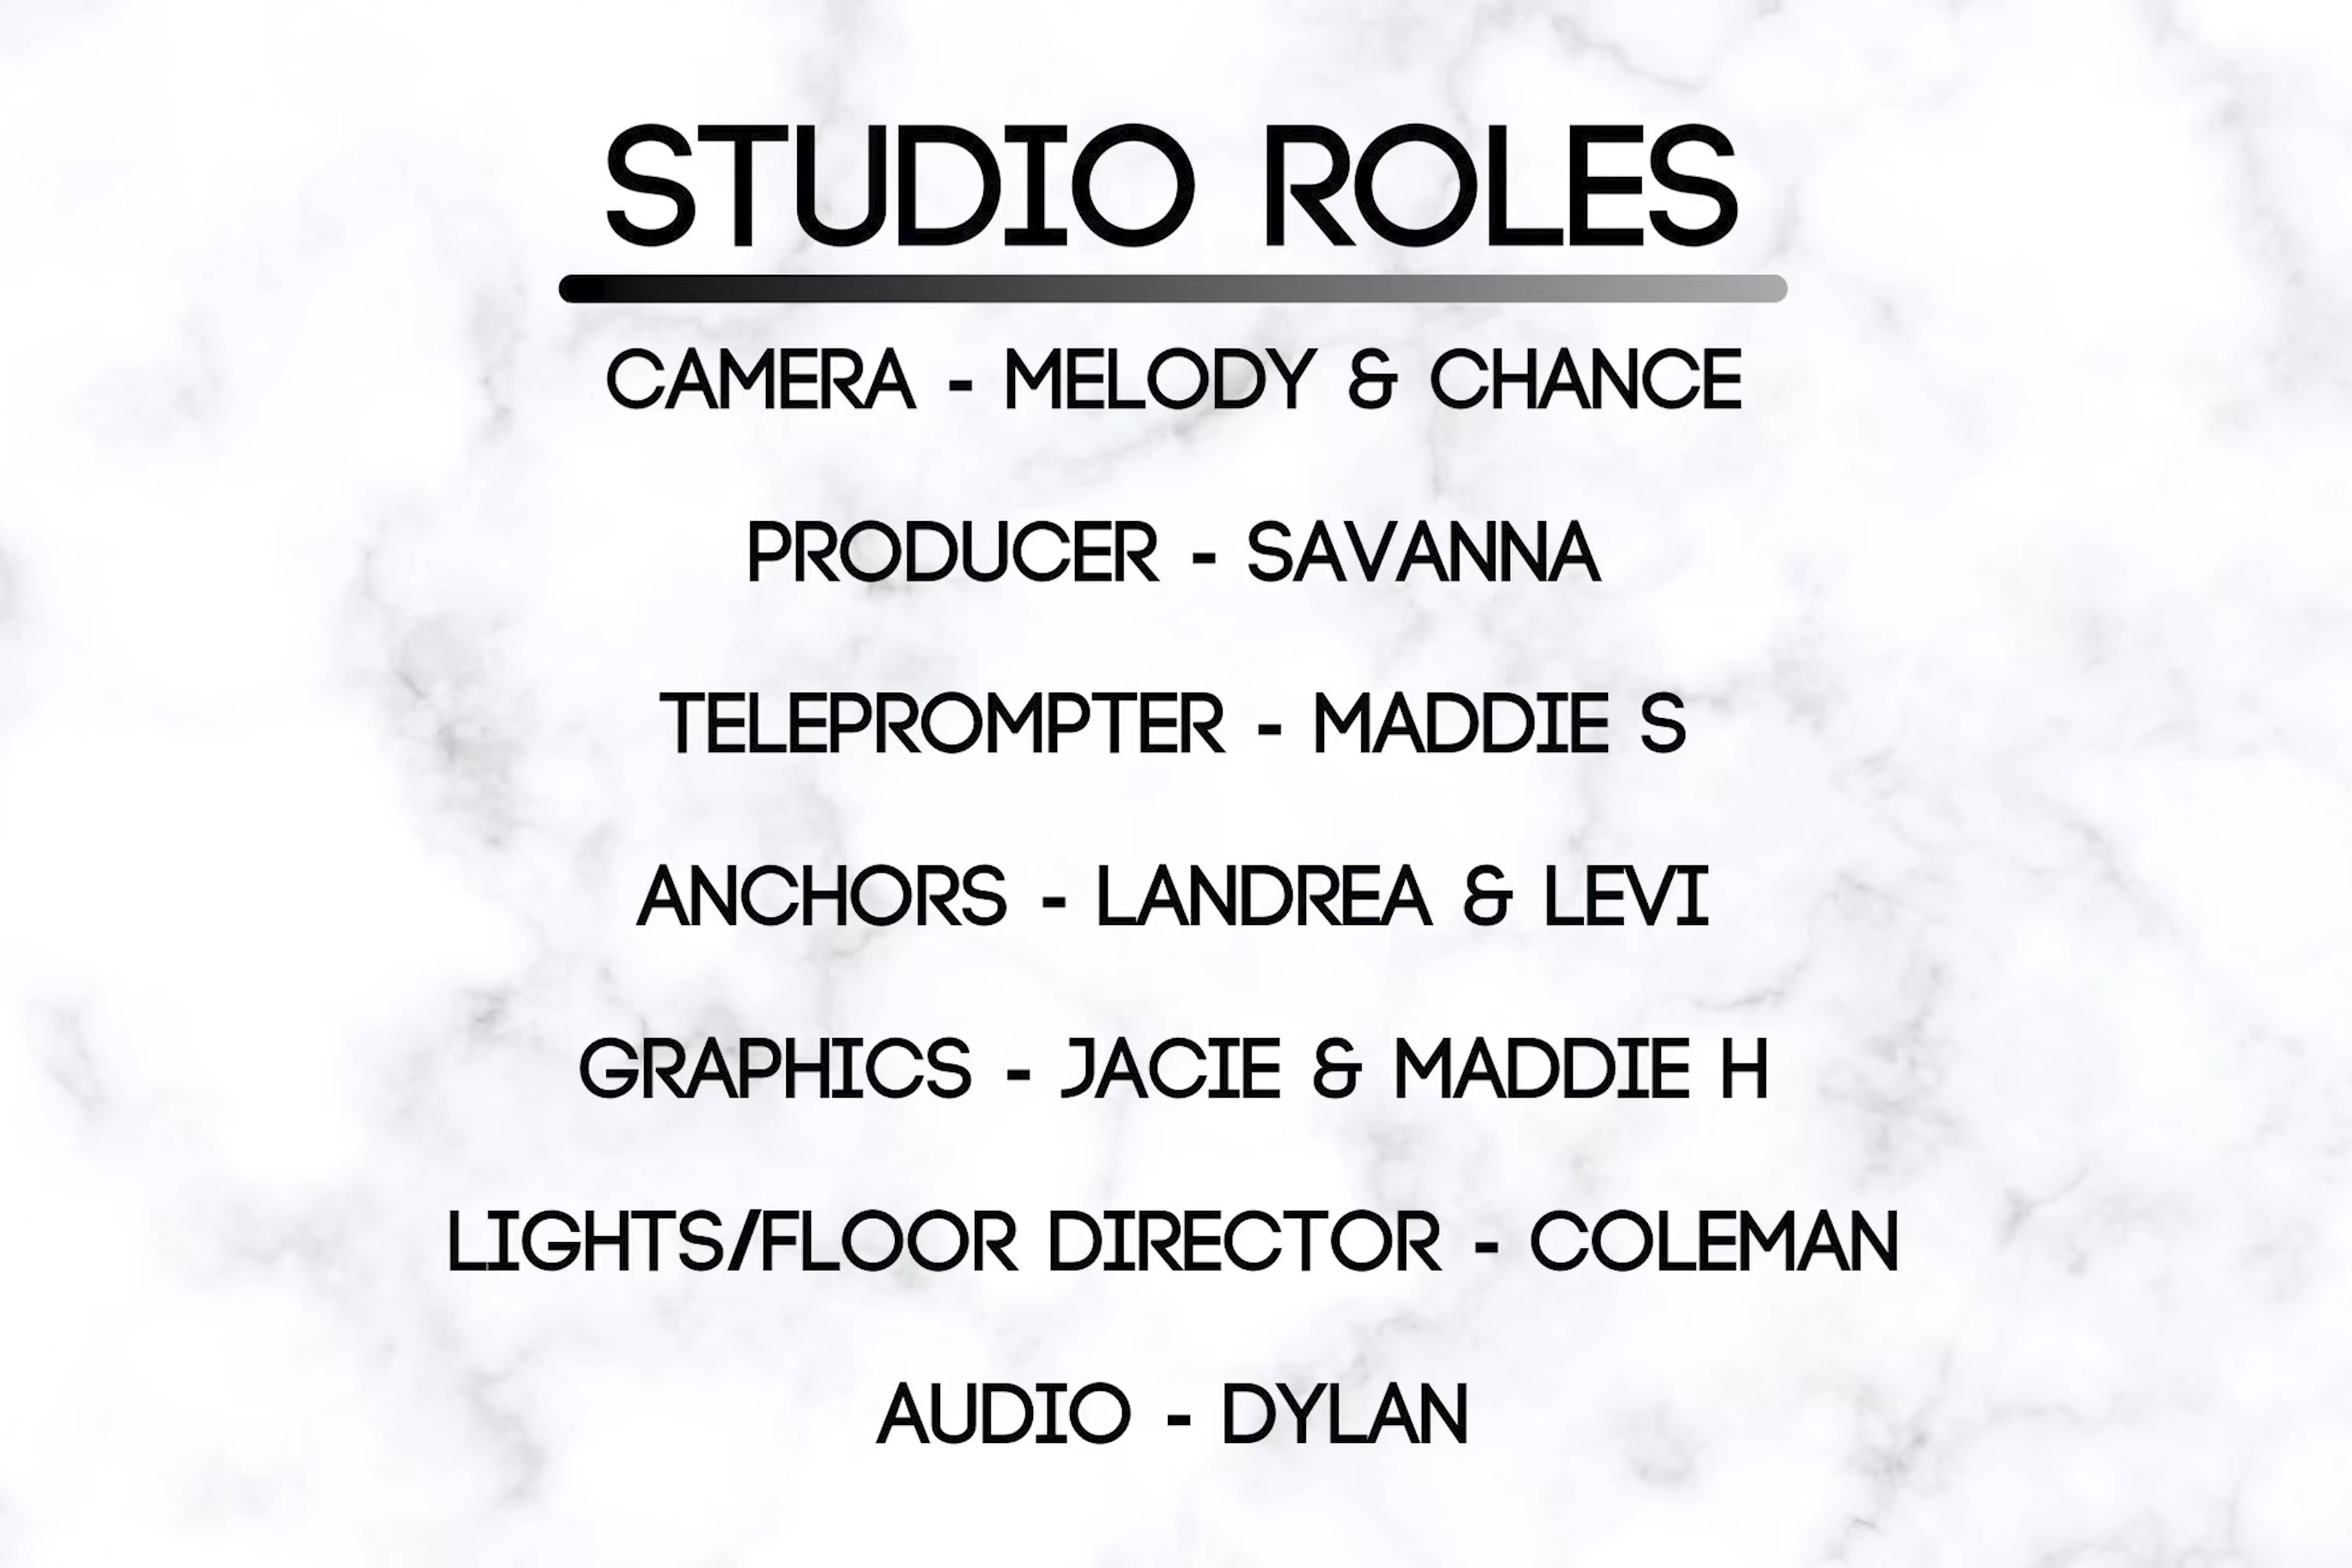 STUDIO ROLES
CAMERA - MELODY & CHANCE
PRODUCER - SAVANNA
TELEPROMPTER - MADDIE S
ANCHORS - LANDREA & LEVI
GRAPHICS - JACIE & MADDIE H
LIGHTS/FLOOR DIRECTOR - COLEMAN
AUDIO - DYLAN